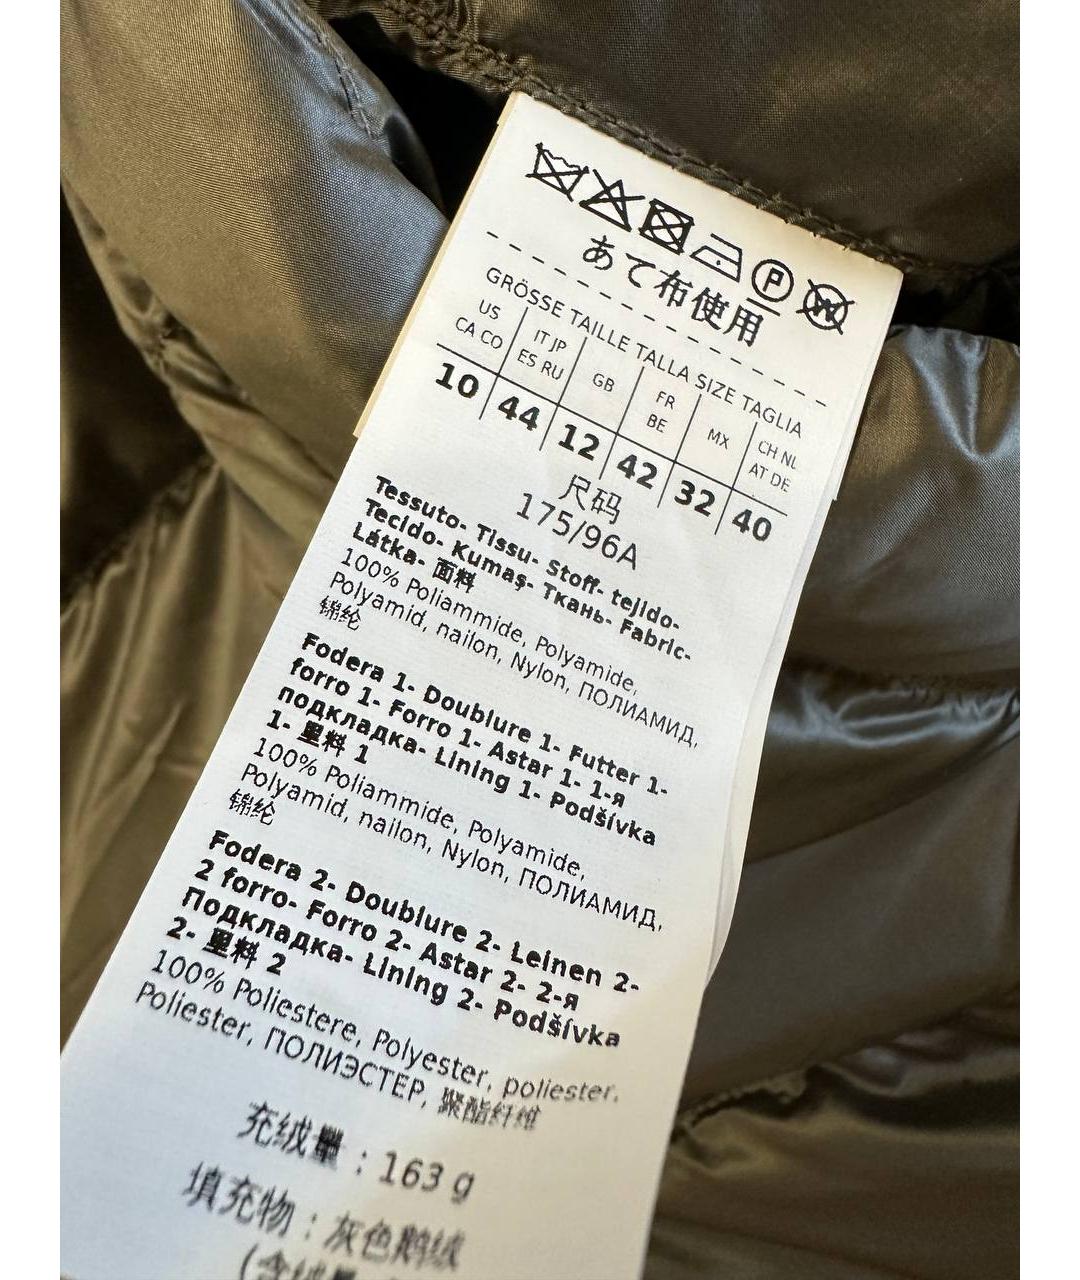 P
W
あて布使用
GRÖSSE TAILLE TALLA SIZE TAGLIA
US CA CO
IT JP ES RU
GB
FR BE
MX
CH NL AT DE
10 44 12 42 32 40
尺码
175/96A
Tessuto- Tissu- Stoff- tejido-
Tecido- Kumaş- Ткань- Fabric-
Látka- 面料
100% Poliammide, Polyamide,
Polyamid, nailon, Nylon, ПОЛИАМИД,
锦纶
Fodera 1- Doublure 1- Futter 1-
forro 1- Forro 1- Astar 1- 1-я
подкладка- Lining 1- Podšívka
1- 里料 1
100% Poliammide, Polyamide,
Polyamid, nailon, Nylon, ПОЛИАМИД,
锦纶
Fodera 2- Doublure 2- Leinen 2-
2 forro- Forro 2- Astar 2- 2-я
Подкладка- Lining 2- Podšívka
2- 里料 2
100% Poliestere, Polyester, poliester,
Poliester, ПОЛИЭСТЕР, 聚酯纤维
充绒量：163 g
填充物：灰色鹅绒
(含绒量